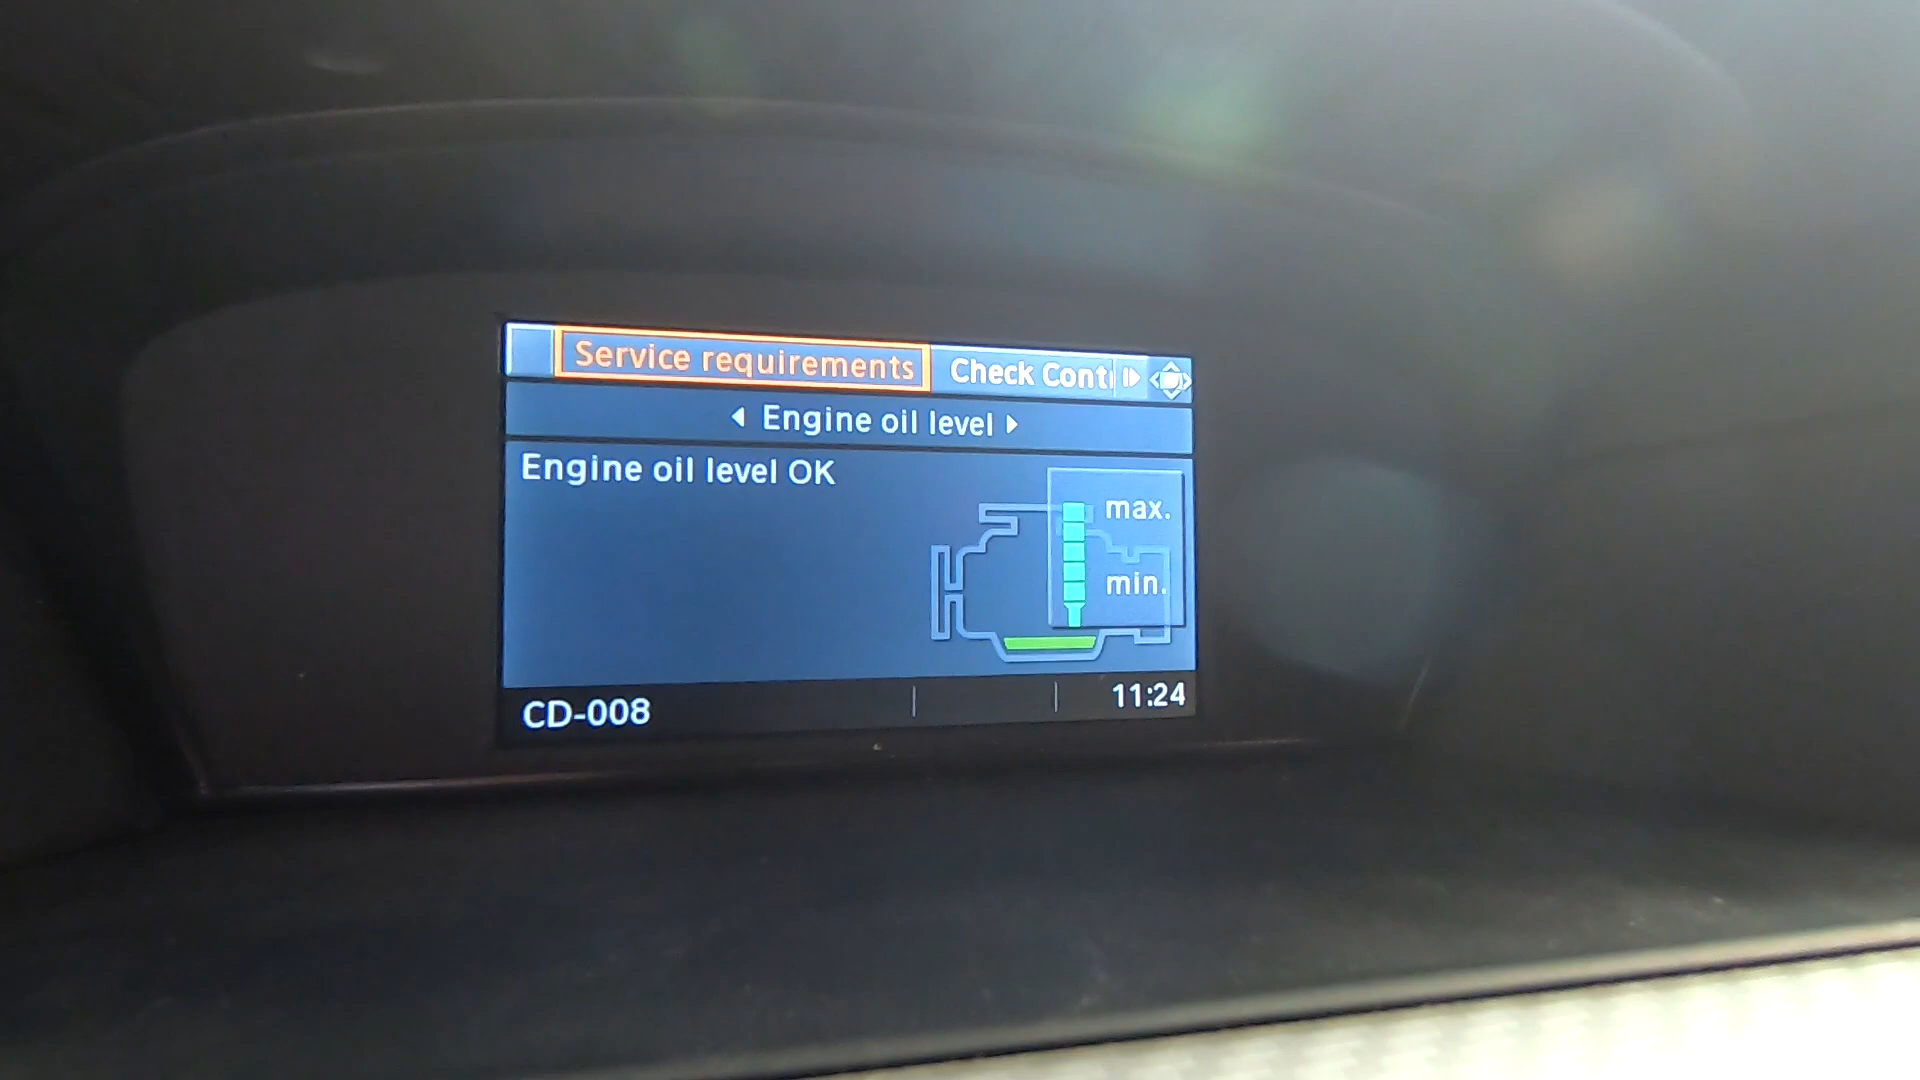 Service requirements Check Cont
Engine oil level
Engine oil level OK
max.
min.
CD-008 11:24